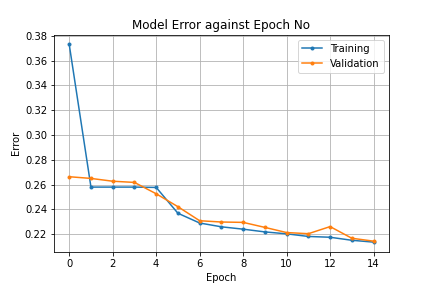 Model Error against Epoch No
0.38
0.36
0.34
0.32
0.30
0.28
0.26
0.24
0.22
Error
Training
Validation
0 2 4 6 8 10 12 14
Epoch